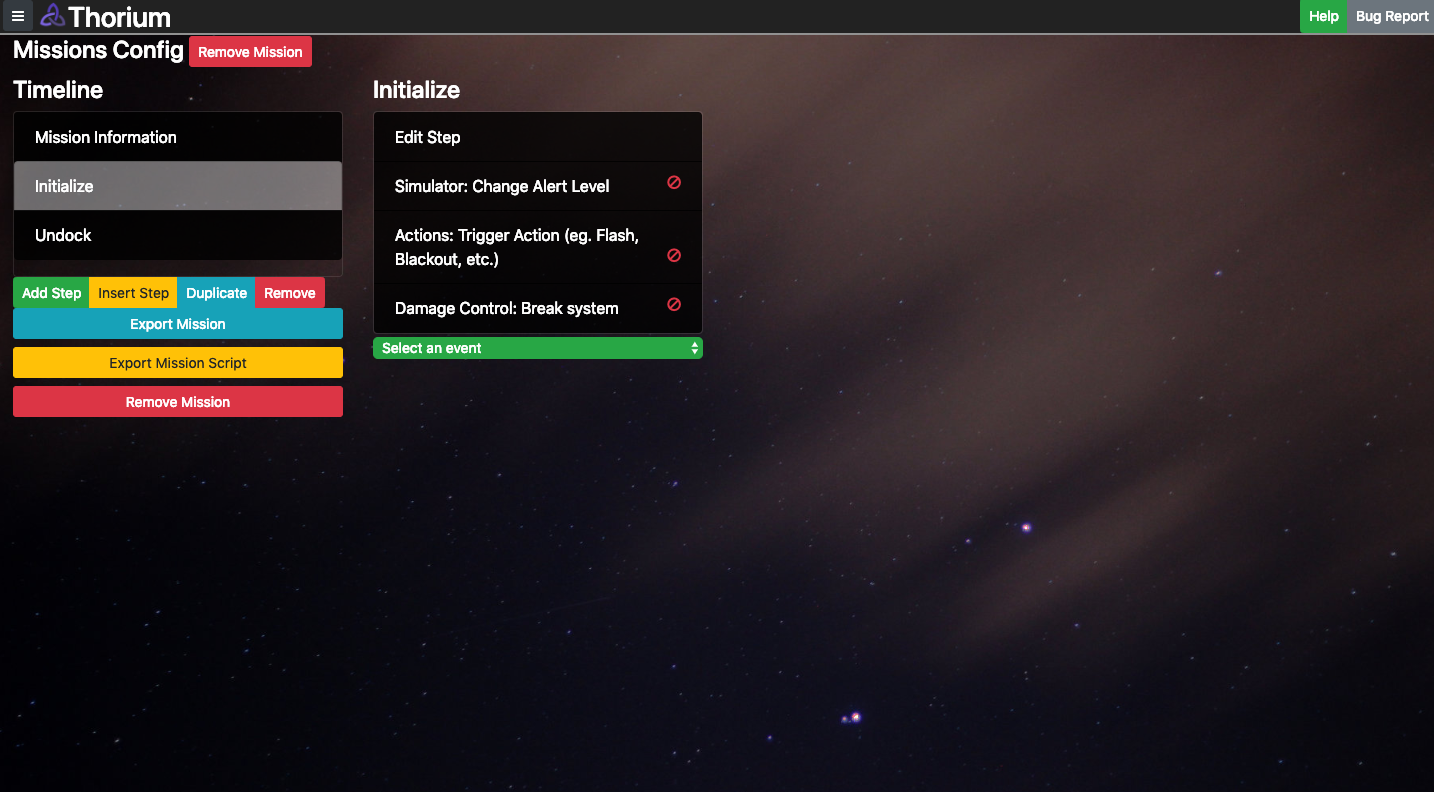 Thorium
Help
Bug Report
Missions Config
Remove Mission
Timeline
Mission Information
Initialize
Undock
Add Step
Insert Step
Duplicate
Remove
Export Mission
Export Mission Script
Remove Mission
Initialize
Edit Step
Simulator: Change Alert Level
Actions: Trigger Action (eg. Flash,
Blackout, etc.)
Damage Control: Break system
Select an event